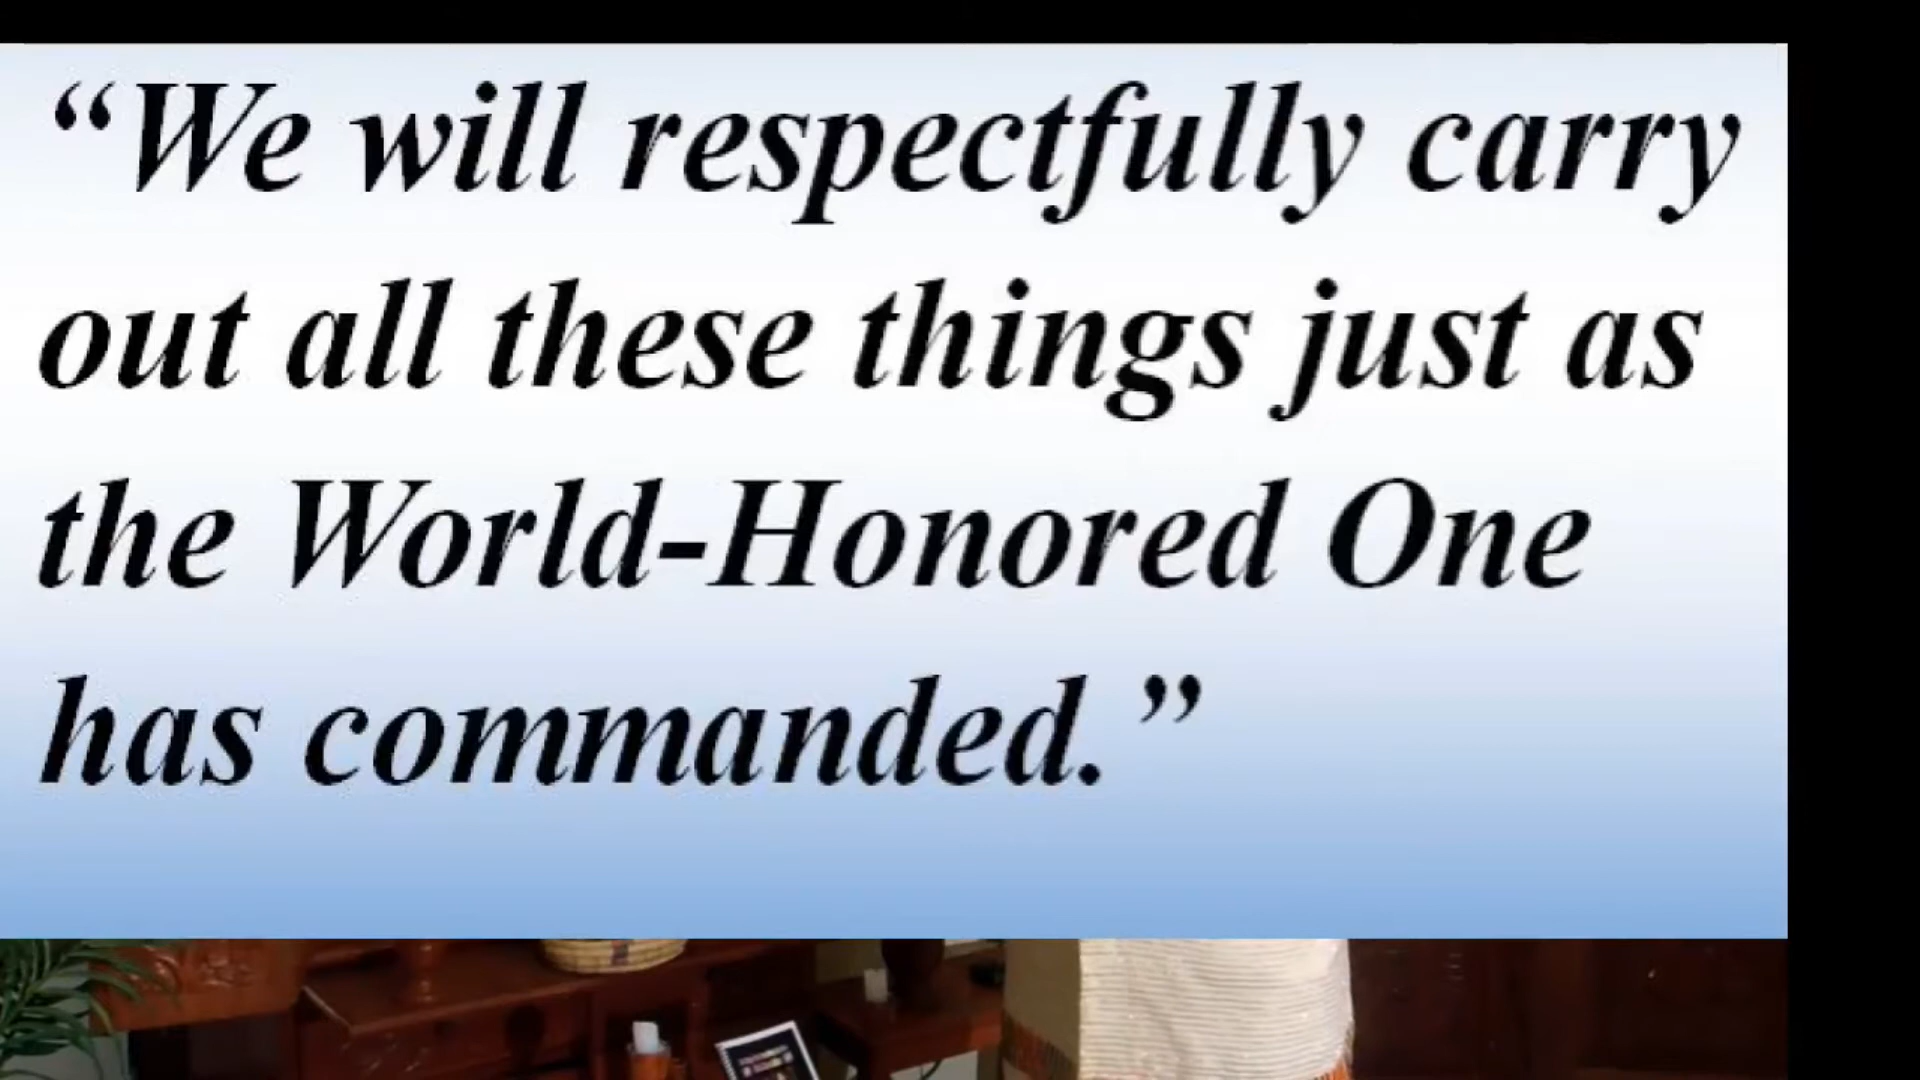 “We will respectfully carry
out all these things just as
the World-Honored One
has commanded.”